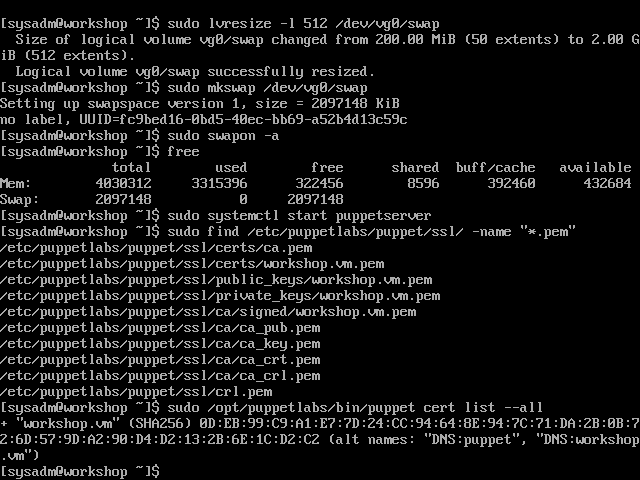 [sysadm@workshop ~]$ sudo lvresize -l 512 /dev/vg0/swap
  Size of logical volume vg0/swap changed from 200.00 MiB (50 extents) to 2.00 G
iB (512 extents).
  Logical volume vg0/swap successfully resized.
[sysadm@workshop ~]$ sudo mkswap /dev/vg0/swap
Setting up swapspace version 1, size = 2097148 KiB
no label, UUID=fc9bed16-0bd5-40ec-bb69-a52b4d13c59c
[sysadm@workshop ~]$ sudo swapon -a
[sysadm@workshop ~]$ free
              total        used        free      shared  buff/cache   available
Mem:        4030312     3315396      322456        8596      392460      432684
Swap:       2097148           0     2097148
[sysadm@workshop ~]$ sudo systemctl start puppetserver
[sysadm@workshop ~]$ sudo find /etc/puppetlabs/puppet/ssl/ -name "*.pem"
/etc/puppetlabs/puppet/ssl/certs/ca.pem
/etc/puppetlabs/puppet/ssl/certs/workshop.vm.pem
/etc/puppetlabs/puppet/ssl/public_keys/workshop.vm.pem
/etc/puppetlabs/puppet/ssl/private_keys/workshop.vm.pem
/etc/puppetlabs/puppet/ssl/ca/signed/workshop.vm.pem
/etc/puppetlabs/puppet/ssl/ca/ca_pub.pem
/etc/puppetlabs/puppet/ssl/ca/ca_key.pem
/etc/puppetlabs/puppet/ssl/ca/ca_crt.pem
/etc/puppetlabs/puppet/ssl/ca/ca_crl.pem
/etc/puppetlabs/puppet/ssl/crl.pem
[sysadm@workshop ~]$ sudo /opt/puppetlabs/bin/puppet cert list --all
+ "workshop.vm" (SHA256) 0D:EB:99:C9:A1:E7:7D:24:CC:94:64:8E:94:7C:71:DA:2B:0B:7
2:6D:57:9D:A2:90:D4:D2:13:2B:6E:1C:D2:C2 (alt names: "DNS:puppet", "DNS:workshop
.vm")
[sysadm@workshop ~]$